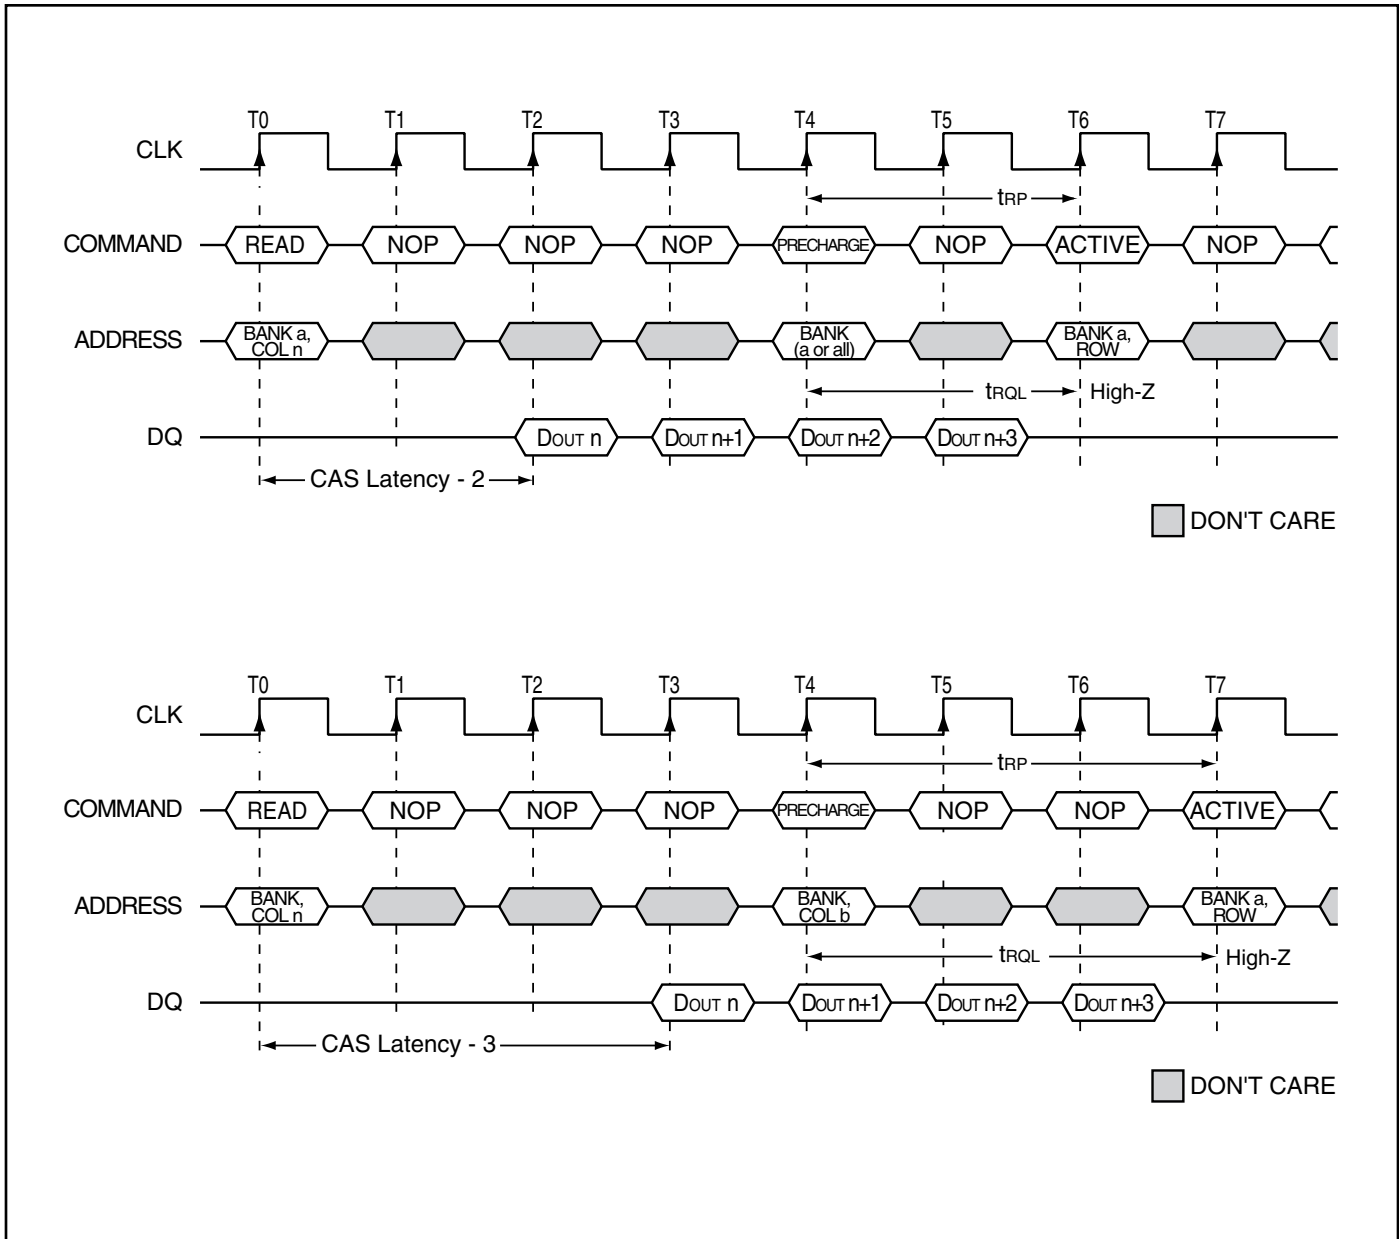 T0 T1 T2 T3 T4 T5 T6 T7
CLK
tRP
COMMAND READ NOP NOP NOP PRECHARGE NOP ACTIVE NOP
ADDRESS BANK a, COL n BANK (a or all) BANK a, ROW
tRQL High-Z
DQ DOUT n DOUT n+1 DOUT n+2 DOUT n+3
CAS Latency - 2
DON'T CARE
T0 T1 T2 T3 T4 T5 T6 T7
CLK
tRP
COMMAND READ NOP NOP NOP PRECHARGE NOP NOP ACTIVE
ADDRESS BANK, COL n BANK, COL b BANK a, ROW
tRQL High-Z
DQ DOUT n DOUT n+1 DOUT n+2 DOUT n+3
CAS Latency - 3
DON'T CARE